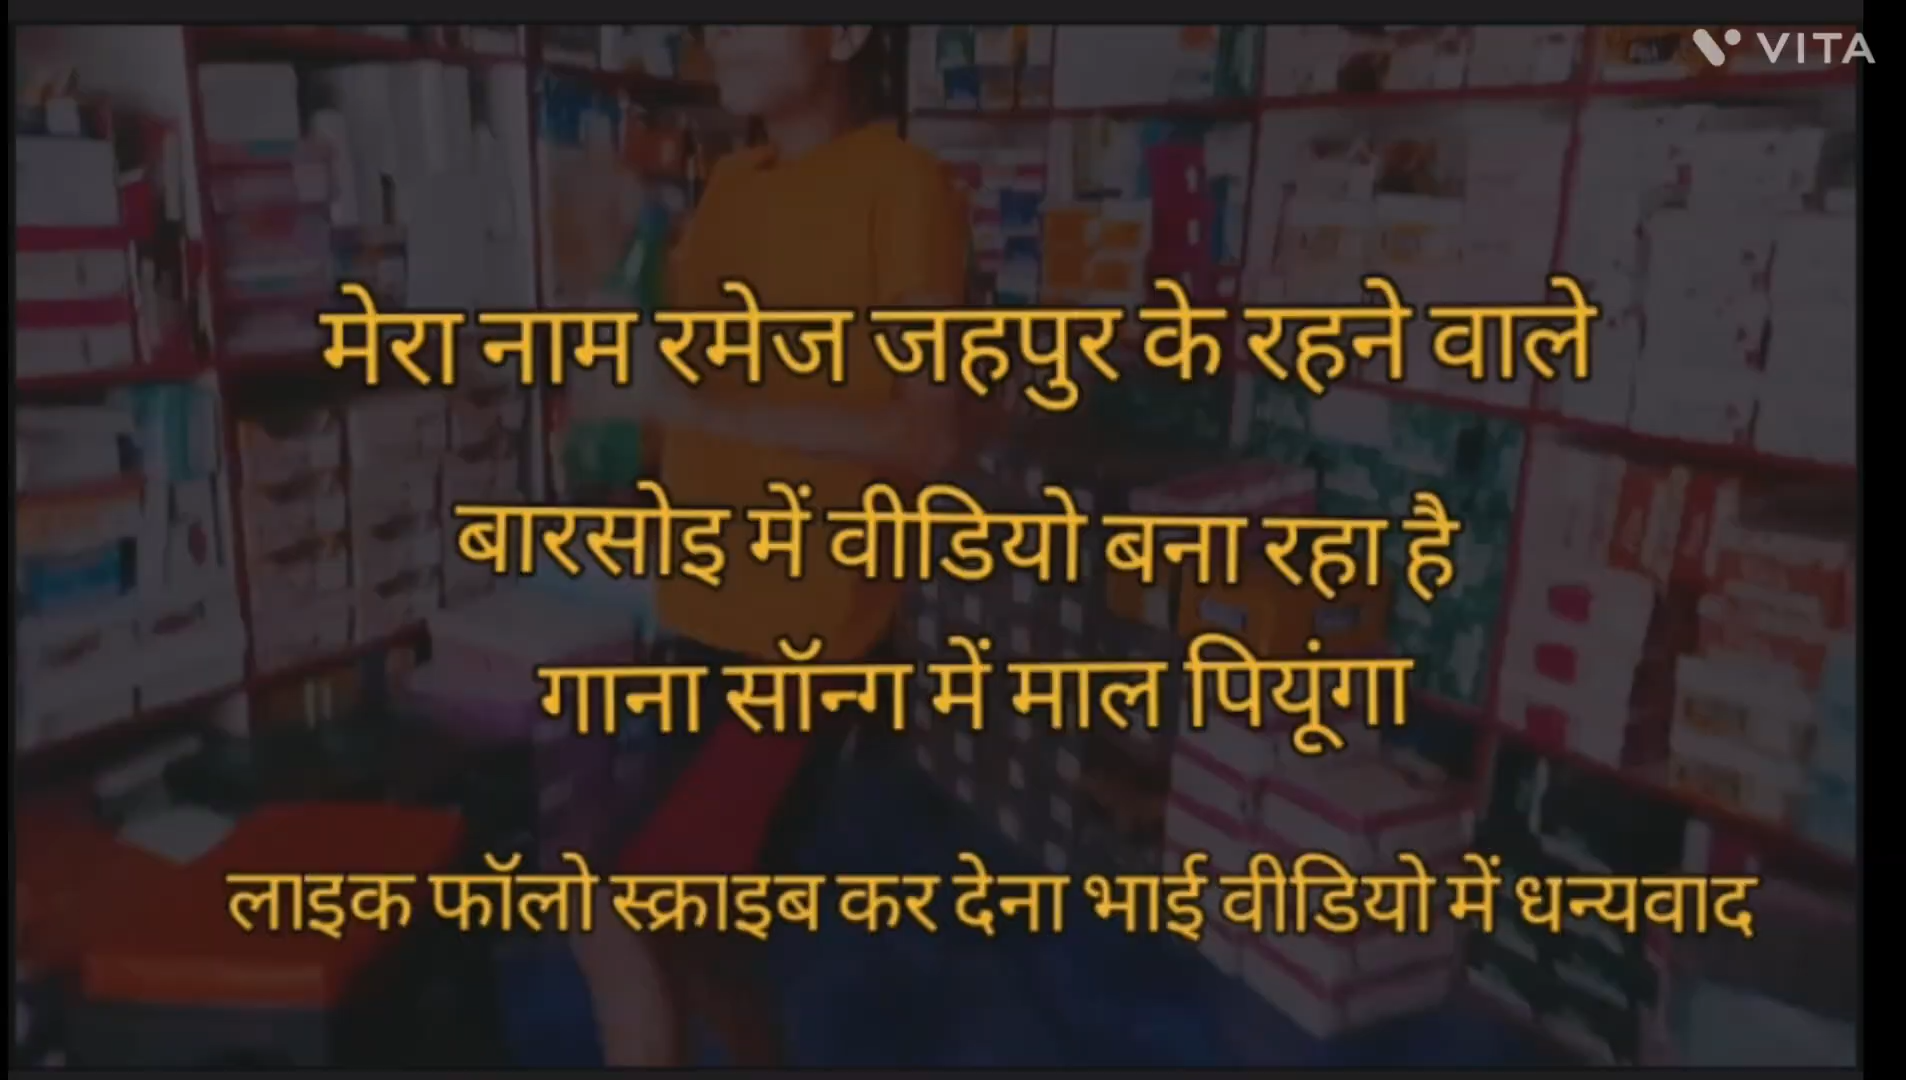 VITA
मेरा नाम रमेज जहपुर के रहने वाले
बारसोइ में वीडियो बना रहा है
गाना सॉन्ग में माल पियूंगा
लाइक फॉलो स्क्राइब कर देना भाई वीडियो में धन्यवाद